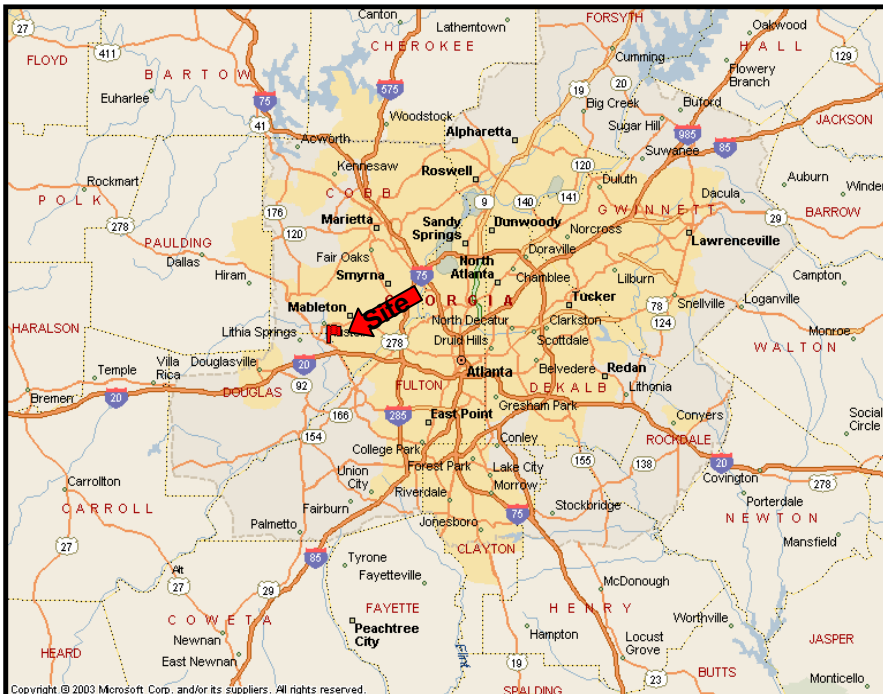 Canton
Lathemtown
FORSYTH
Oakwood
27
FLOYD
411
CHEROKEE
HALL
129
BARTOW
575
Cumming
Flowery
Branch
Euharlee
75
19
20
Big Creek
Buford
41
Woodstock
Alpharetta
Sugar Hill
985
JACKSON
Acworth
85
Suwanee
Kennesaw
Roswell
120
Duluth
Auburn
Rockmart
COBB
9
140
141
Dacula
Winder
POLK
176
Marietta
Sandy
Springs
Dunwoody
GWINNETT
29
BARROW
278
120
Norcross
Lawrenceville
PAULDING
Fair Oaks
Doraville
Dallas
North
Atlanta
Hiram
Smyrna
75
Chamblee
Lilburn
Campton
GEORGIA
Tucker
Snellville
Loganville
Mableton
Site
78
HARALSON
Lithia Springs
North Decatur
Clarkston
124
Monroe
278
Druid Hills
Scottdale
WALTON
Temple
Villa
Rica
Douglasville
20
Atlanta
Belvedere
Redan
Bremen
20
DOUGLAS
92
FULTON
DEKALB
Lithonia
166
285
East Point
Gresham Park
Conyers
Social
Circle
154
College Park
Conley
ROCKDALE
Carrollton
Union
City
Forest Park
Lake City
155
138
20
Covington
278
CARROLL
Fairburn
Riverdale
Morrow
Porterdale
Palmetto
Jonesboro
75
Stockbridge
NEWTON
27
CLAYTON
Mansfield
85
Tyrone
Alt
27
29
Fayetteville
McDonough
COWETA
FAYETTE
HENRY
Worthville
Newnan
Peachtree
City
Hampton
Locust
Grove
JASPER
HEARD
East Newnan
Flint
19
23
BUTTS
Monticello
SPALDING
Copyright © 2003 Microsoft Corp. and/or its suppliers. All rights reserved.